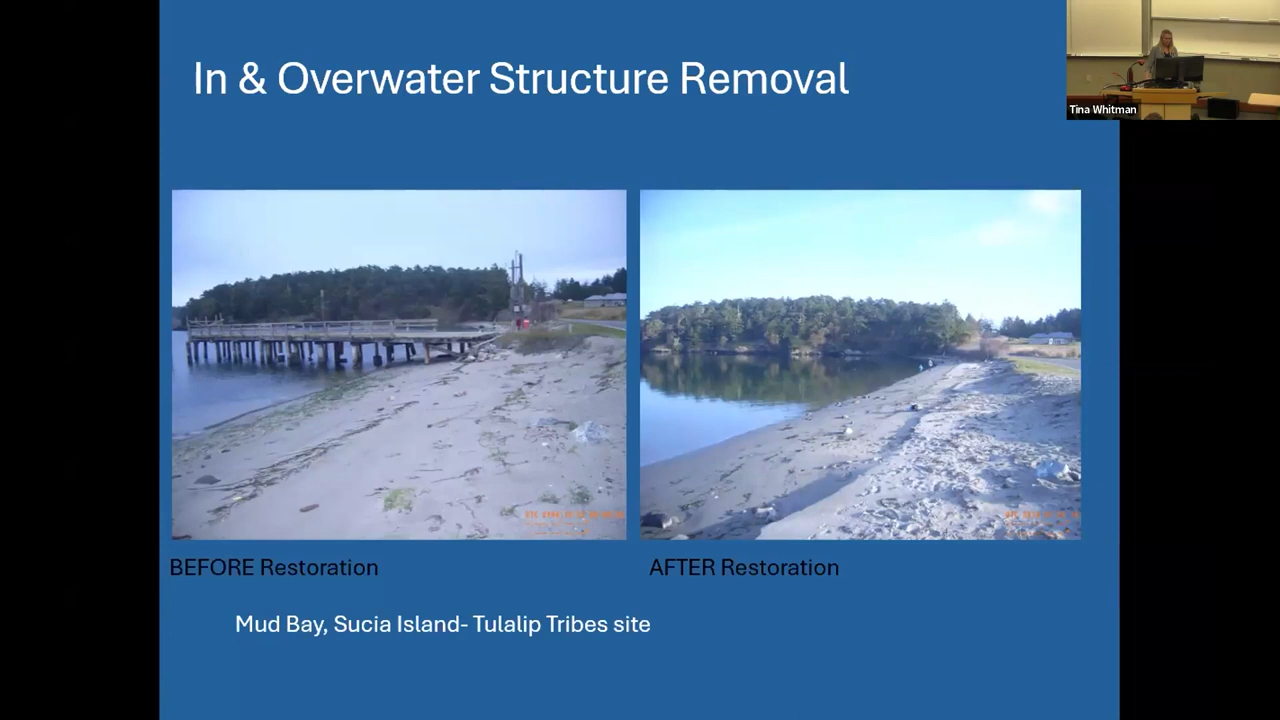 In & Overwater Structure Removal
Tina Whitman
BEFORE Restoration
AFTER Restoration
Mud Bay, Sucia Island- Tulalip Tribes site